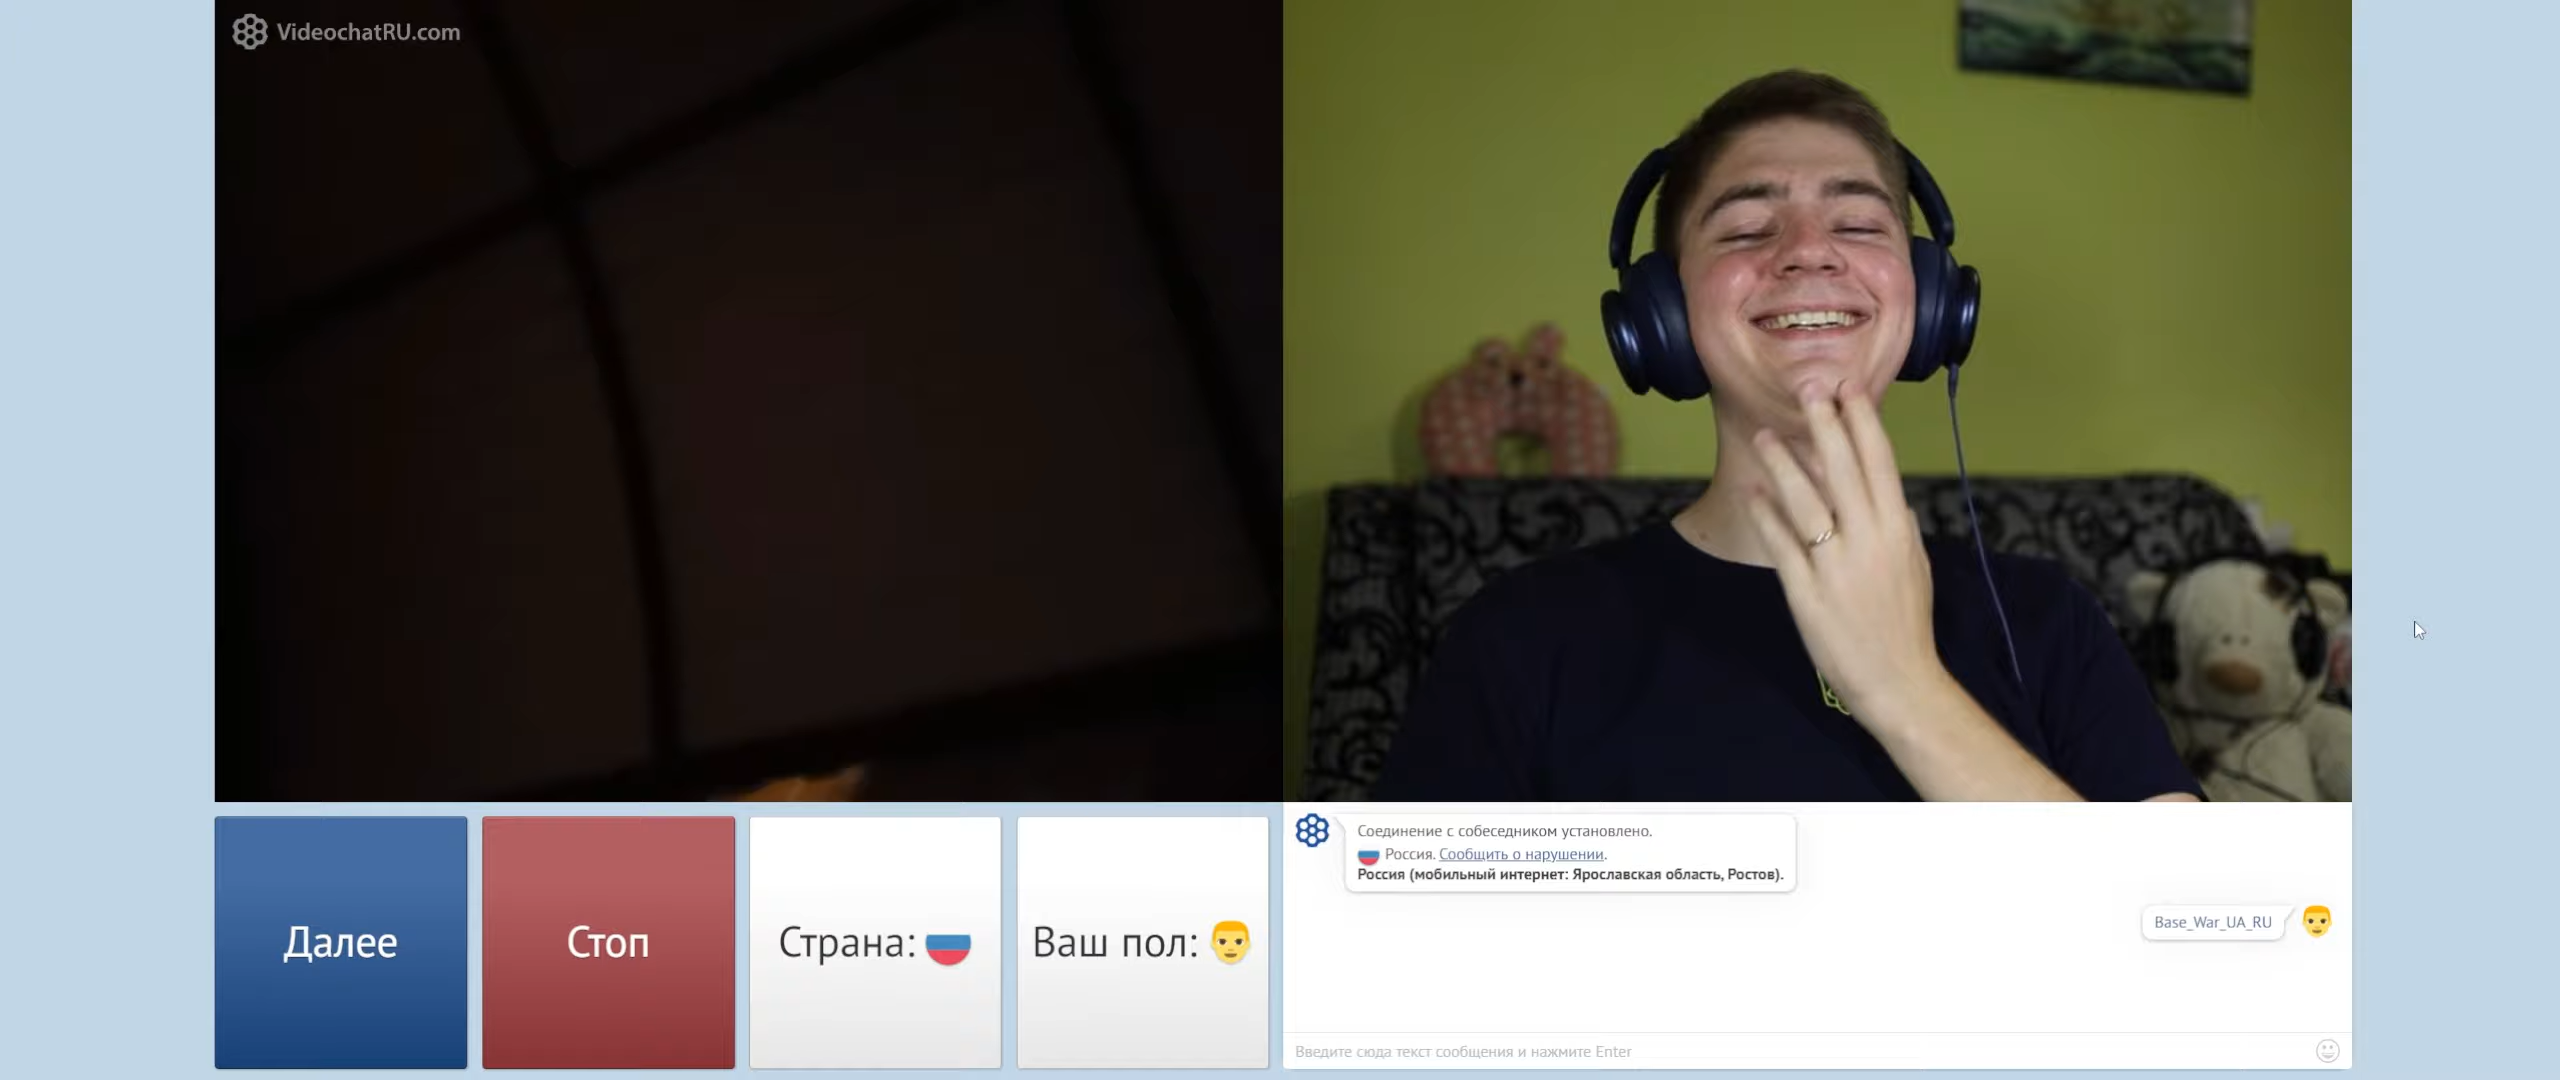 VideochatRU.com
Далее
Стоп
Страна:
Ваш пол:
Соединение с собеседником установлено.
Россия. Сообщить о нарушении.
Россия (мобильный интернет: Ярославская область, Ростов).
Base_War_UA_RU
Введите сюда текст сообщения и нажмите Enter